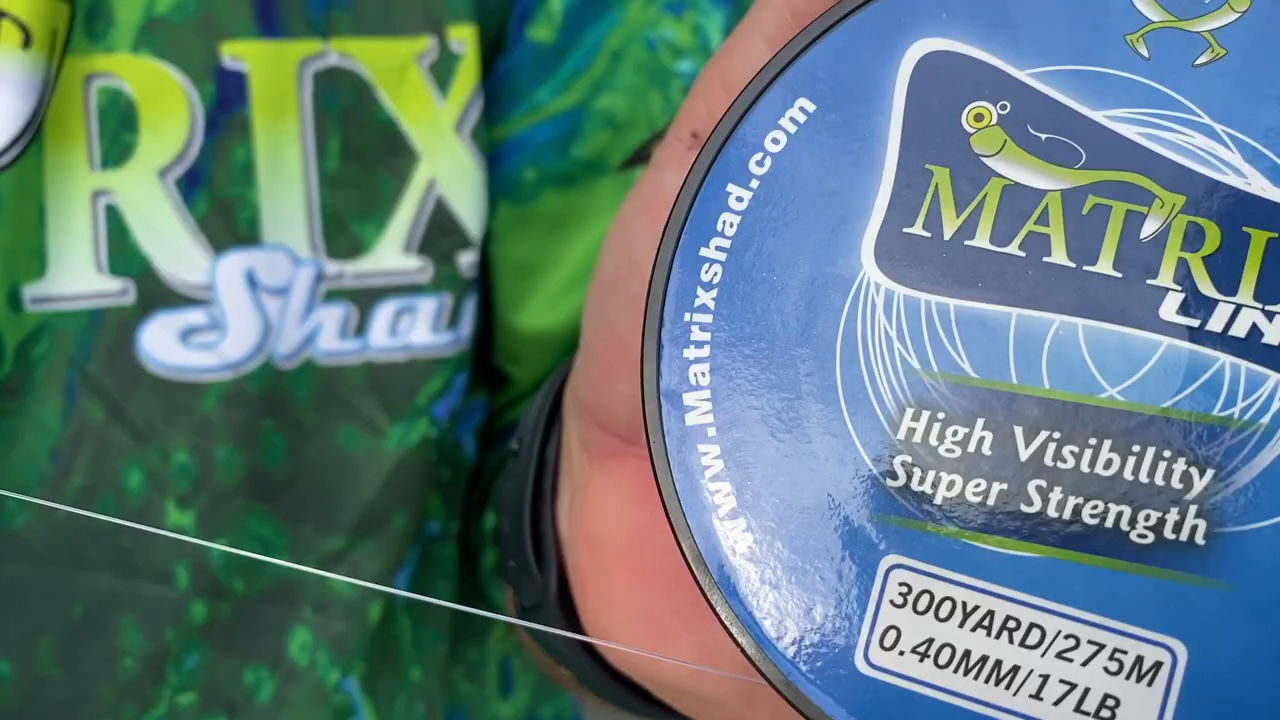 RIX
Sha
www.Matrixshad.com
MATRI
LIN
High Visibility
Super Strength
300YARD/275M
0.40MM/17LB